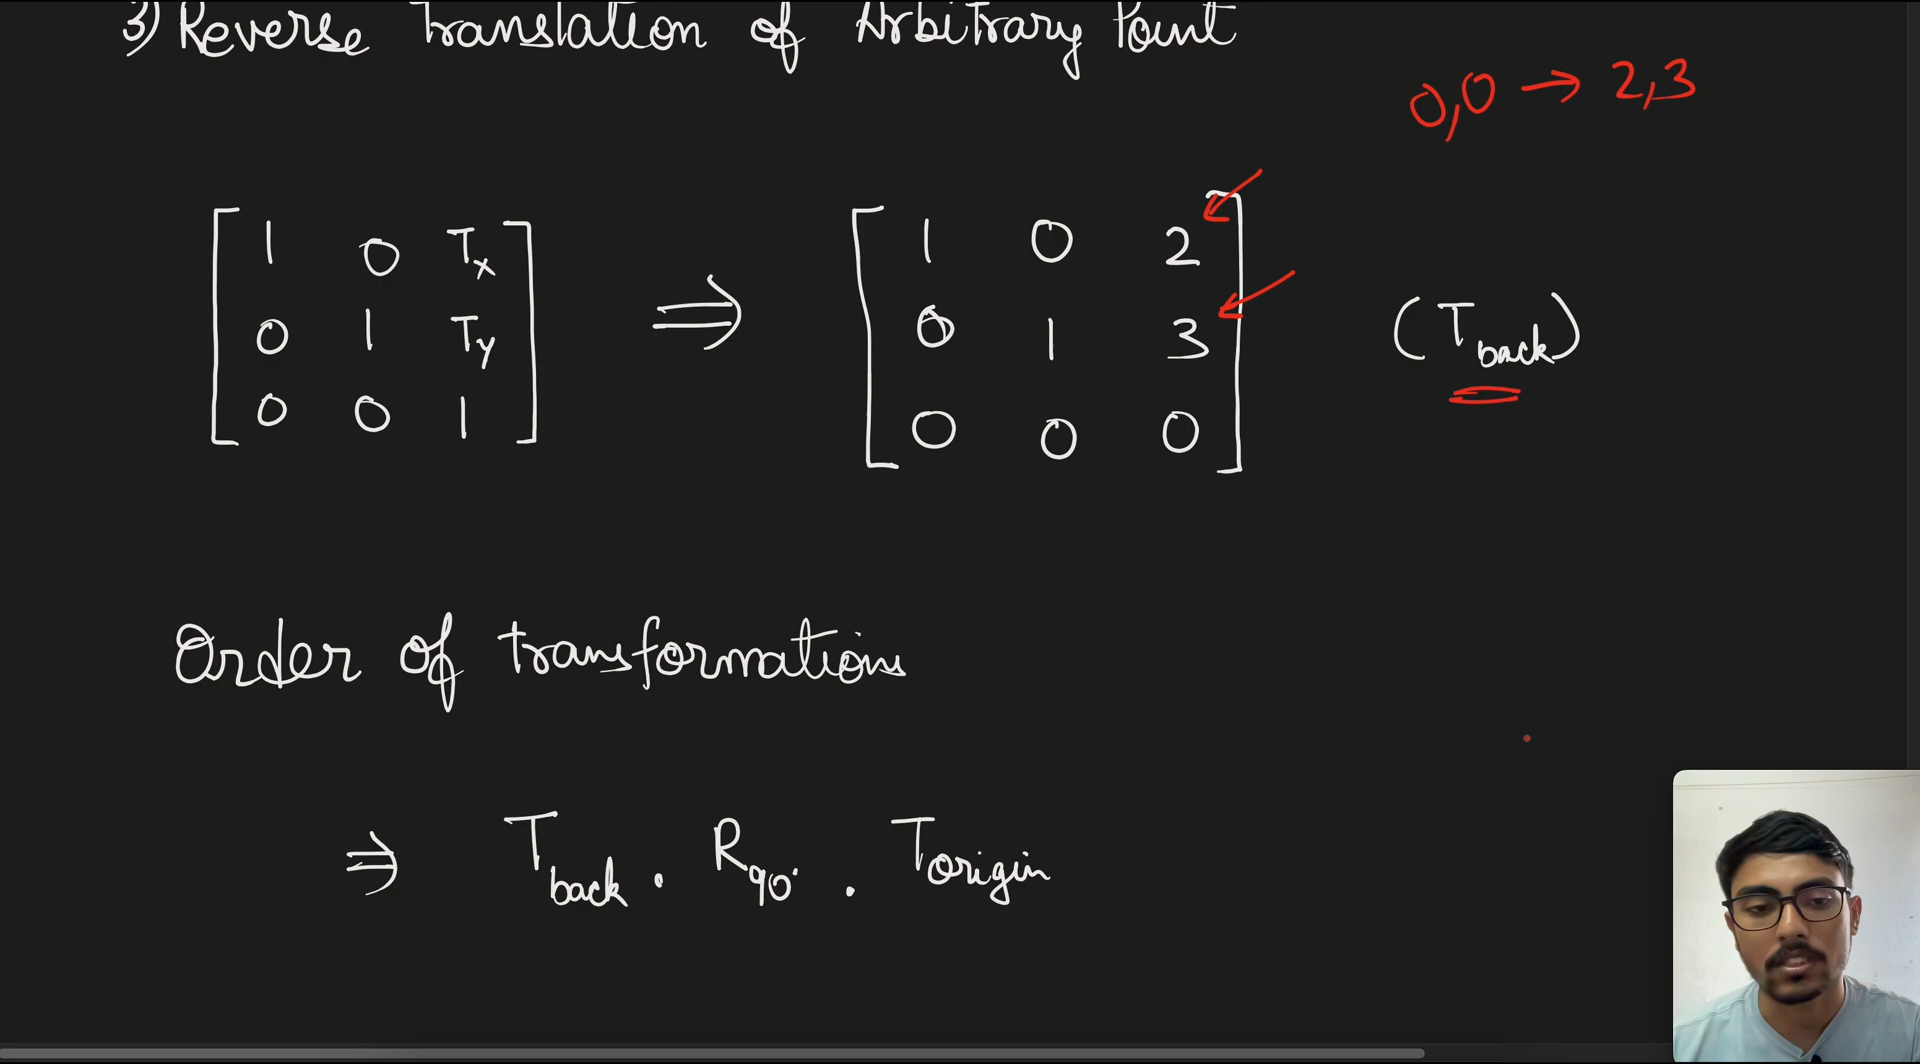 3) Reverse Translation of Arbitrary Point
0,0 → 2,3
[ 1 0 Tx ] ⇒ [ 1 0 2 ]
[ 0 1 Ty ] [ 0 1 3 ] (Tback)
[ 0 0 1 ] [ 0 0 0 ]
Order of transformations
⇒ Tback . R90° . Torigin